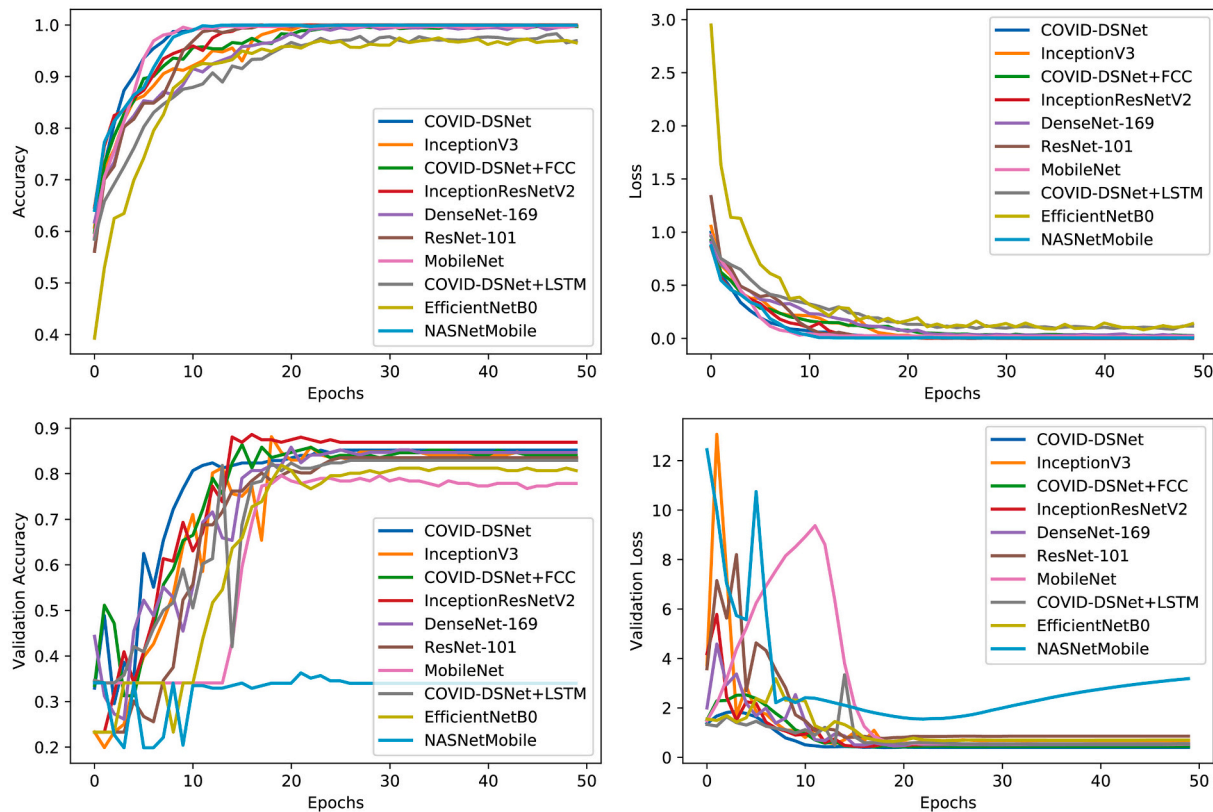 1.0
0.9
0.8
0.7
0.6
0.5
0.4
Accuracy
COVID-DSNet
InceptionV3
COVID-DSNet+FCC
InceptionResNetV2
DenseNet-169
ResNet-101
MobileNet
COVID-DSNet+LSTM
EfficientNetB0
NASNetMobile
0 10 20 30 40 50
Epochs
3.0
2.5
2.0
1.5
1.0
0.5
0.0
Loss
COVID-DSNet
InceptionV3
COVID-DSNet+FCC
InceptionResNetV2
DenseNet-169
ResNet-101
MobileNet
COVID-DSNet+LSTM
EfficientNetB0
NASNetMobile
0 10 20 30 40 50
Epochs
0.9
0.8
0.7
0.6
0.5
0.4
0.3
0.2
Validation Accuracy
COVID-DSNet
InceptionV3
COVID-DSNet+FCC
InceptionResNetV2
DenseNet-169
ResNet-101
MobileNet
COVID-DSNet+LSTM
EfficientNetB0
NASNetMobile
0 10 20 30 40 50
Epochs
12
10
8
6
4
2
0
Validation Loss
COVID-DSNet
InceptionV3
COVID-DSNet+FCC
InceptionResNetV2
DenseNet-169
ResNet-101
MobileNet
COVID-DSNet+LSTM
EfficientNetB0
NASNetMobile
0 10 20 30 40 50
Epochs